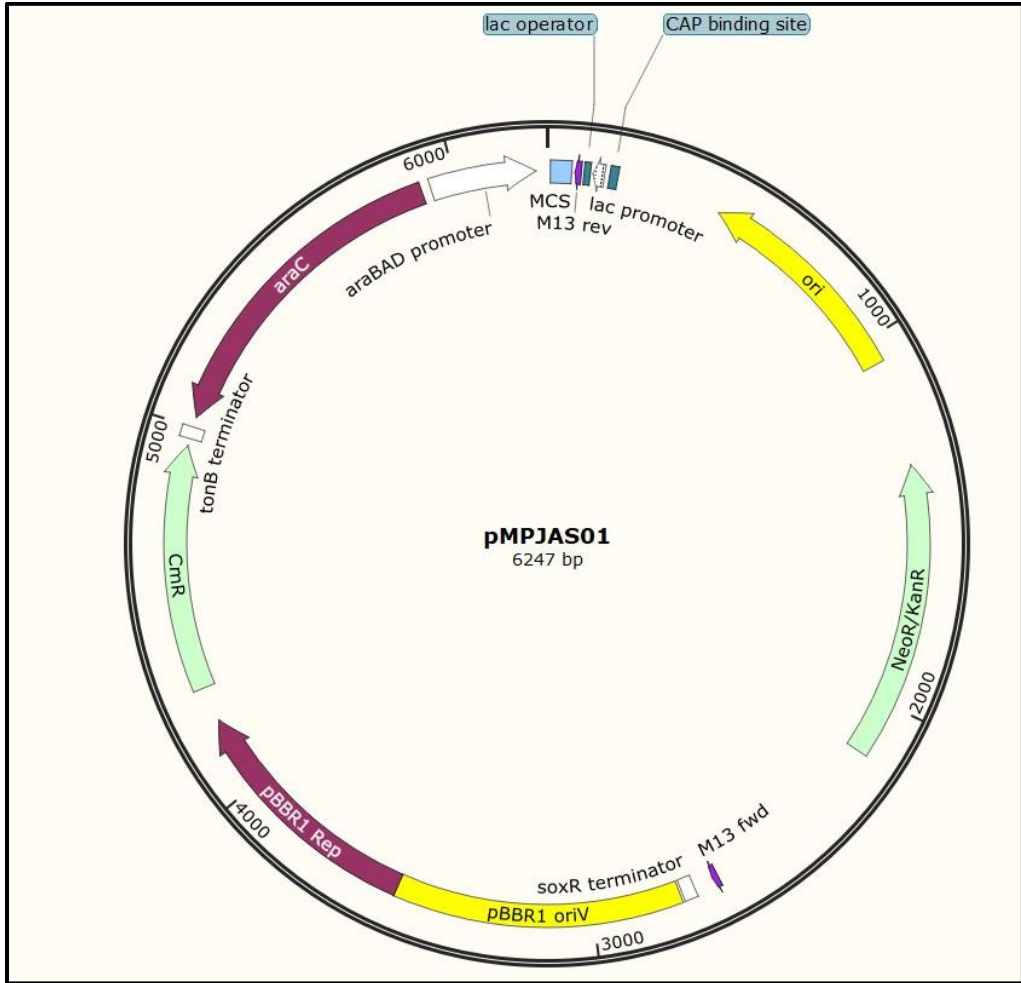 lac operator
CAP binding site
6000
MCS
lac promoter
M13 rev
araBAD promoter
araC
ori
1000
5000
tonB terminator
CmR
pMPJAS01
6247 bp
NeoR/KanR
2000
pBBR1 Rep
4000
M13 fwd
soxR terminator
pBBR1 oriV
3000